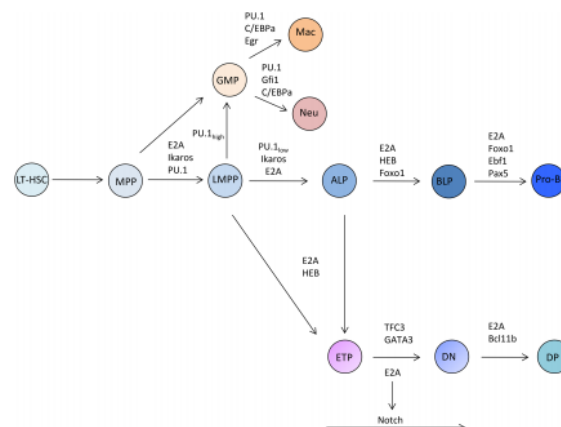 PU.1
C/EBPa
Egr
Mac
GMP
PU.1
Gfi1
C/EBPa
Neu
PU.1high
E2A
Ikaros
PU.1
PU.1low
Ikaros
E2A
E2A
HEB
Foxo1
E2A
Foxo1
Ebf1
Pax5
LT-HSC
MPP
LMPP
ALP
BLP
Pro-B
E2A
HEB
TFC3
GATA3
E2A
Bcl11b
ETP
DN
DP
E2A
Notch